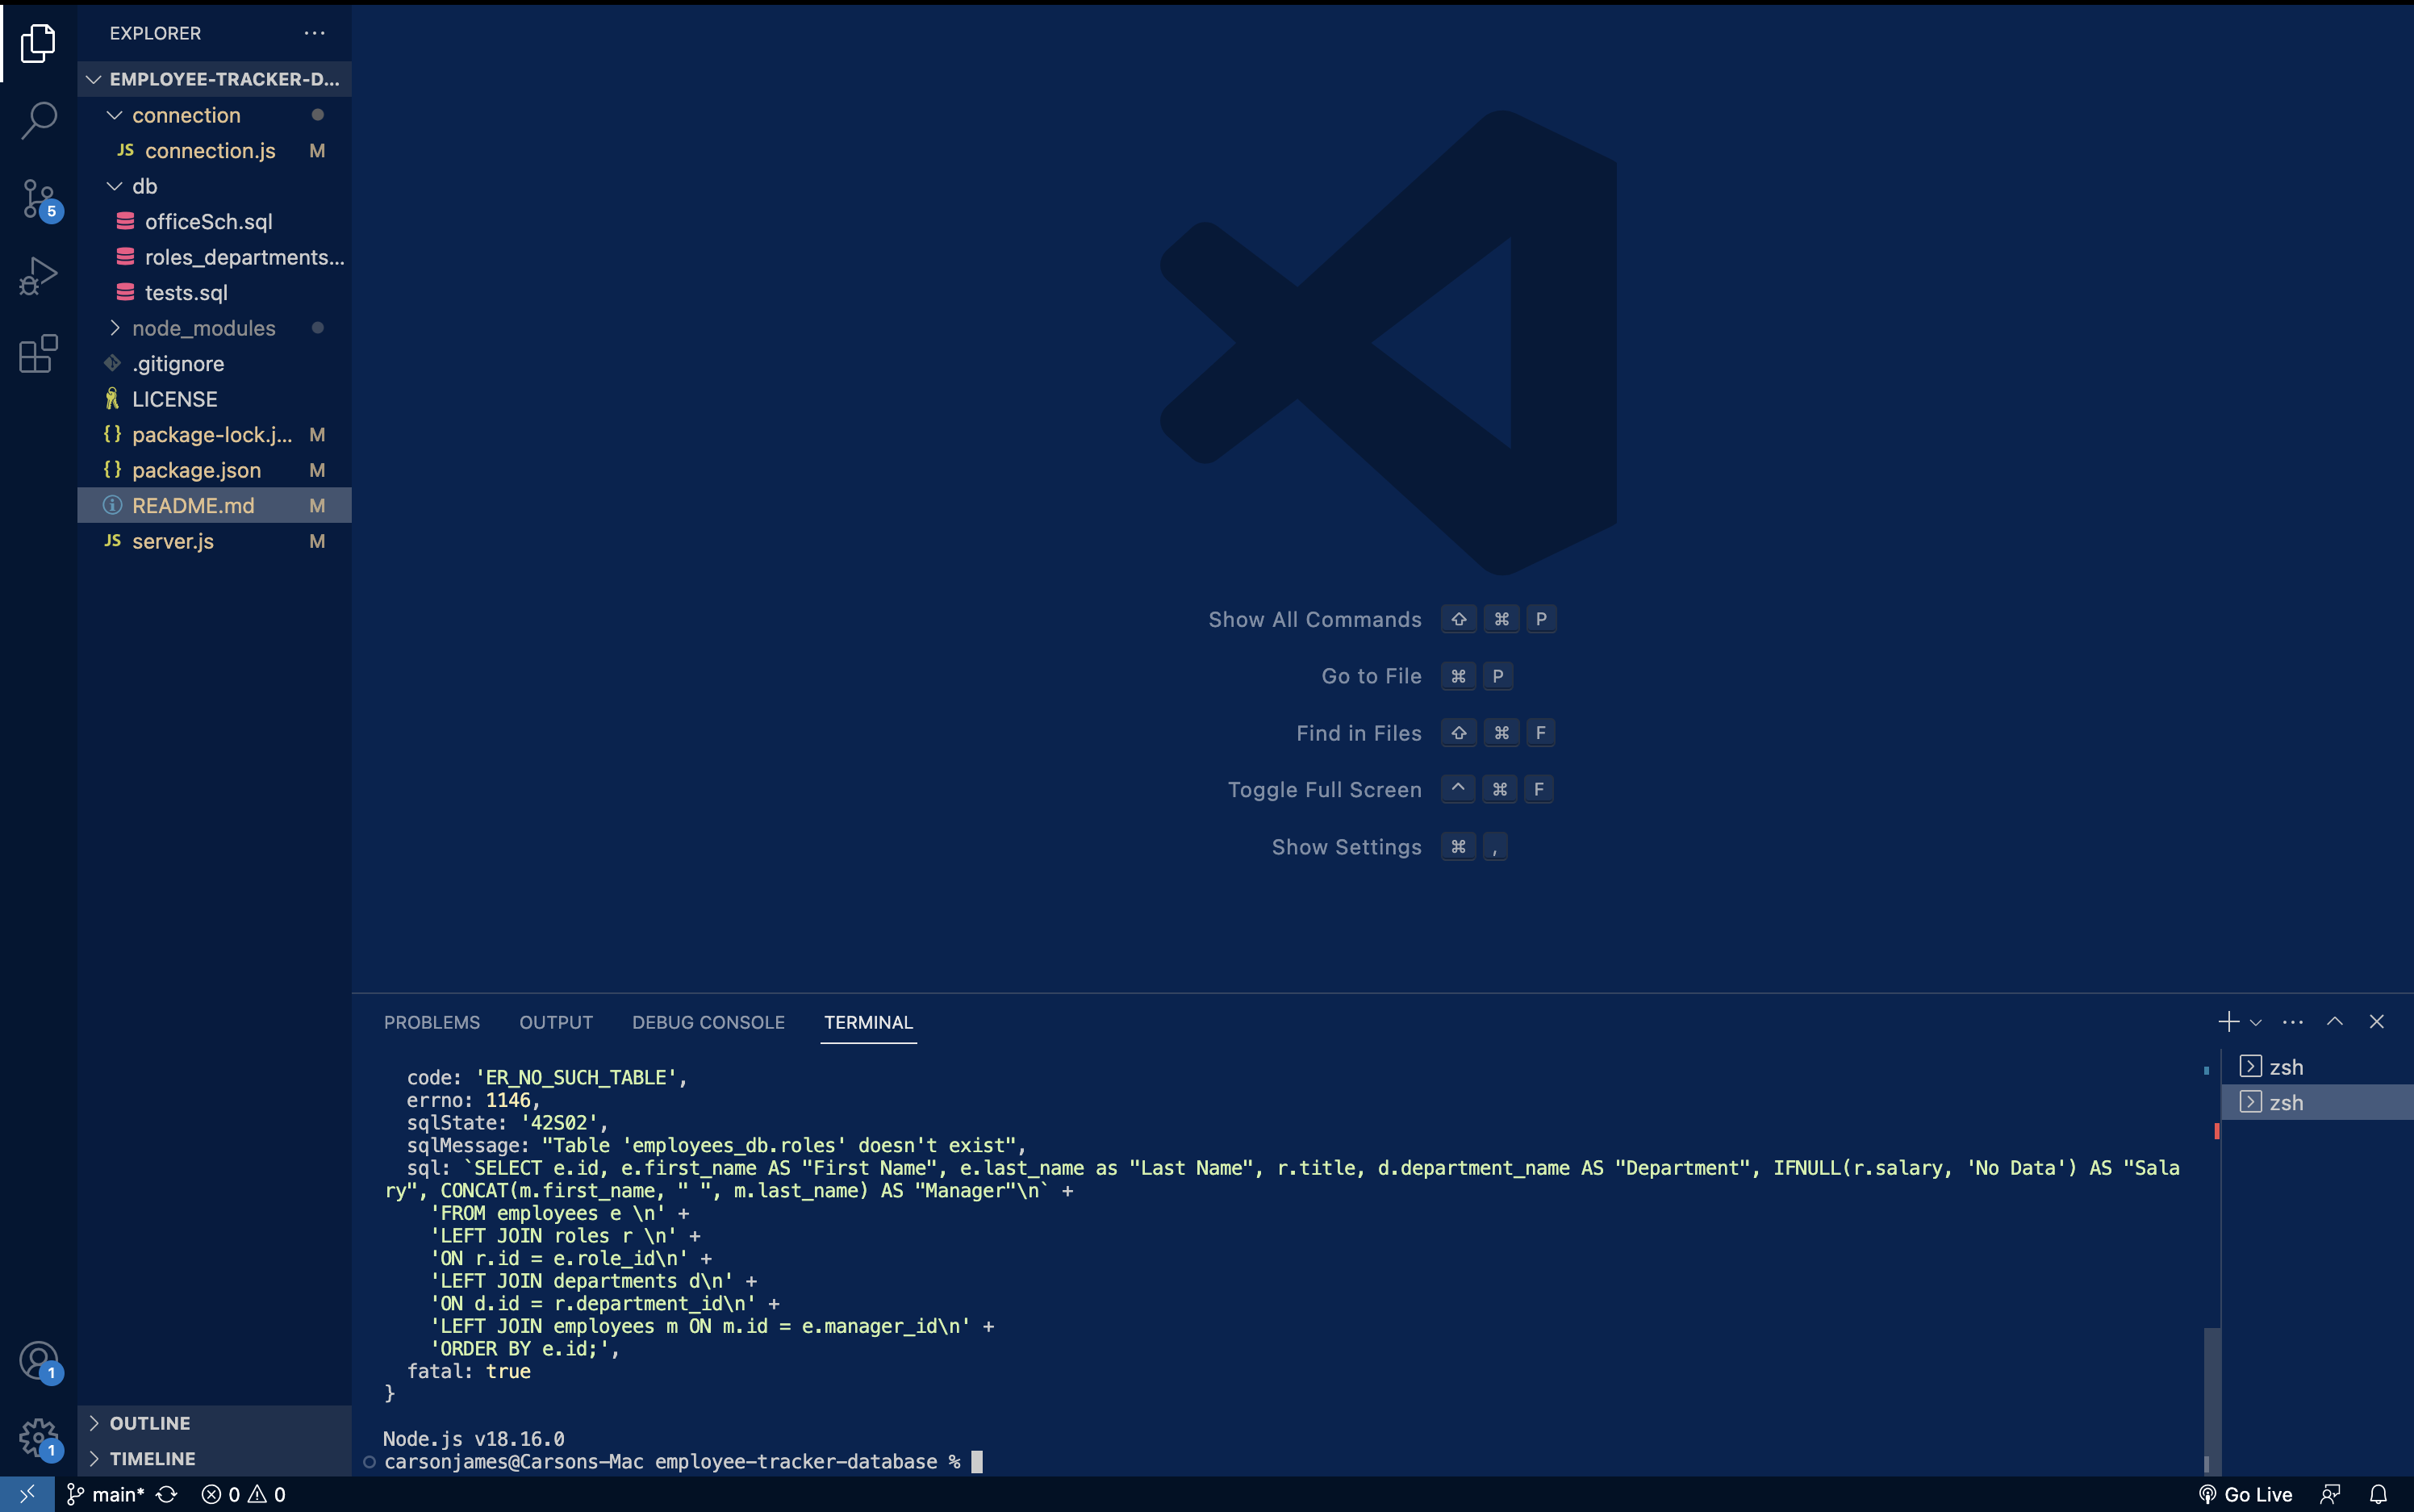 EXPLORER
EMPLOYEE-TRACKER-D...
connection
JS connection.js M
db
officeSch.sql
roles_departments...
tests.sql
node_modules
.gitignore
LICENSE
{} package-lock.j... M
{} package.json M
README.md M
JS server.js M
5
Show All Commands ⇧ ⌘ P
Go to File ⌘ P
Find in Files ⇧ ⌘ F
Toggle Full Screen ^ ⌘ F
Show Settings ⌘ ,
PROBLEMS OUTPUT DEBUG CONSOLE TERMINAL
zsh
zsh
code: 'ER_NO_SUCH_TABLE',
errno: 1146,
sqlState: '42S02',
sqlMessage: "Table 'employees_db.roles' doesn't exist",
sql: `SELECT e.id, e.first_name AS "First Name", e.last_name as "Last Name", r.title, d.department_name AS "Department", IFNULL(r.salary, 'No Data') AS "Sala
ry", CONCAT(m.first_name, " ", m.last_name) AS "Manager"\n` +
'FROM employees e \n' +
'LEFT JOIN roles r \n' +
'ON r.id = e.role_id\n' +
'LEFT JOIN departments d\n' +
'ON d.id = r.department_id\n' +
'LEFT JOIN employees m ON m.id = e.manager_id\n' +
'ORDER BY e.id;',
fatal: true
}
Node.js v18.16.0
carsonjames@Carsons-Mac employee-tracker-database %
1
1
OUTLINE
TIMELINE
main* 0 0
Go Live